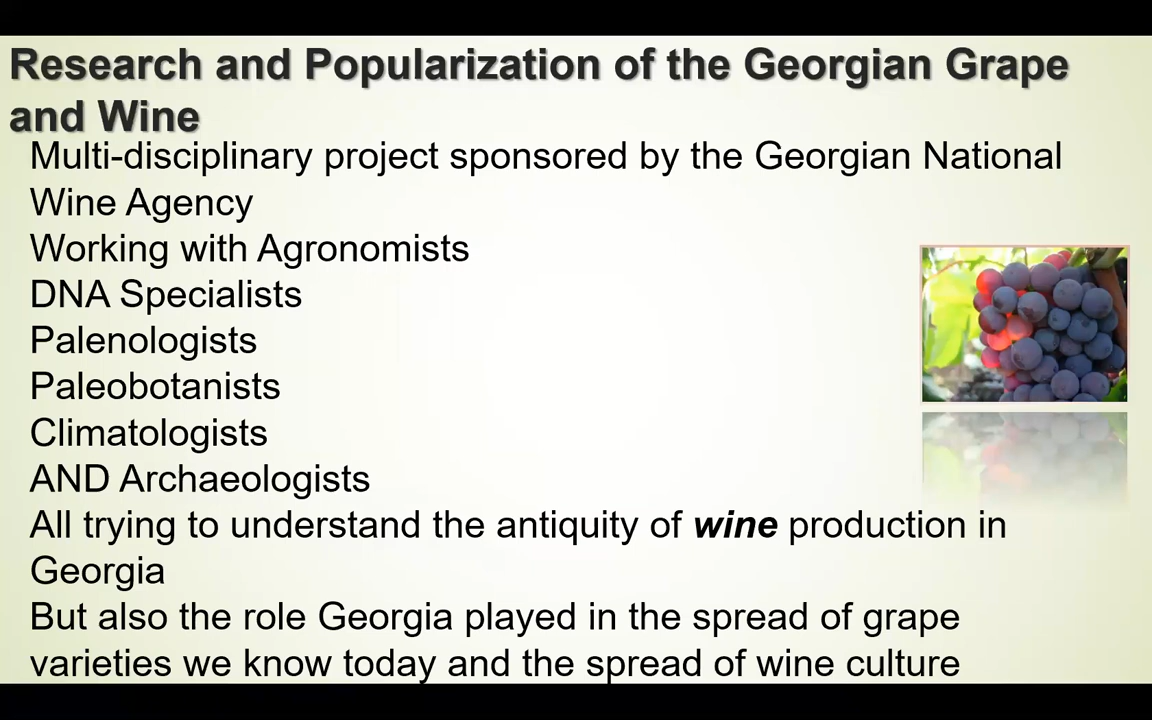 Research and Popularization of the Georgian Grape
and Wine
Multi-disciplinary project sponsored by the Georgian National
Wine Agency
Working with Agronomists
DNA Specialists
Palenologists
Paleobotanists
Climatologists
AND Archaeologists
All trying to understand the antiquity of wine production in
Georgia
But also the role Georgia played in the spread of grape
varieties we know today and the spread of wine culture